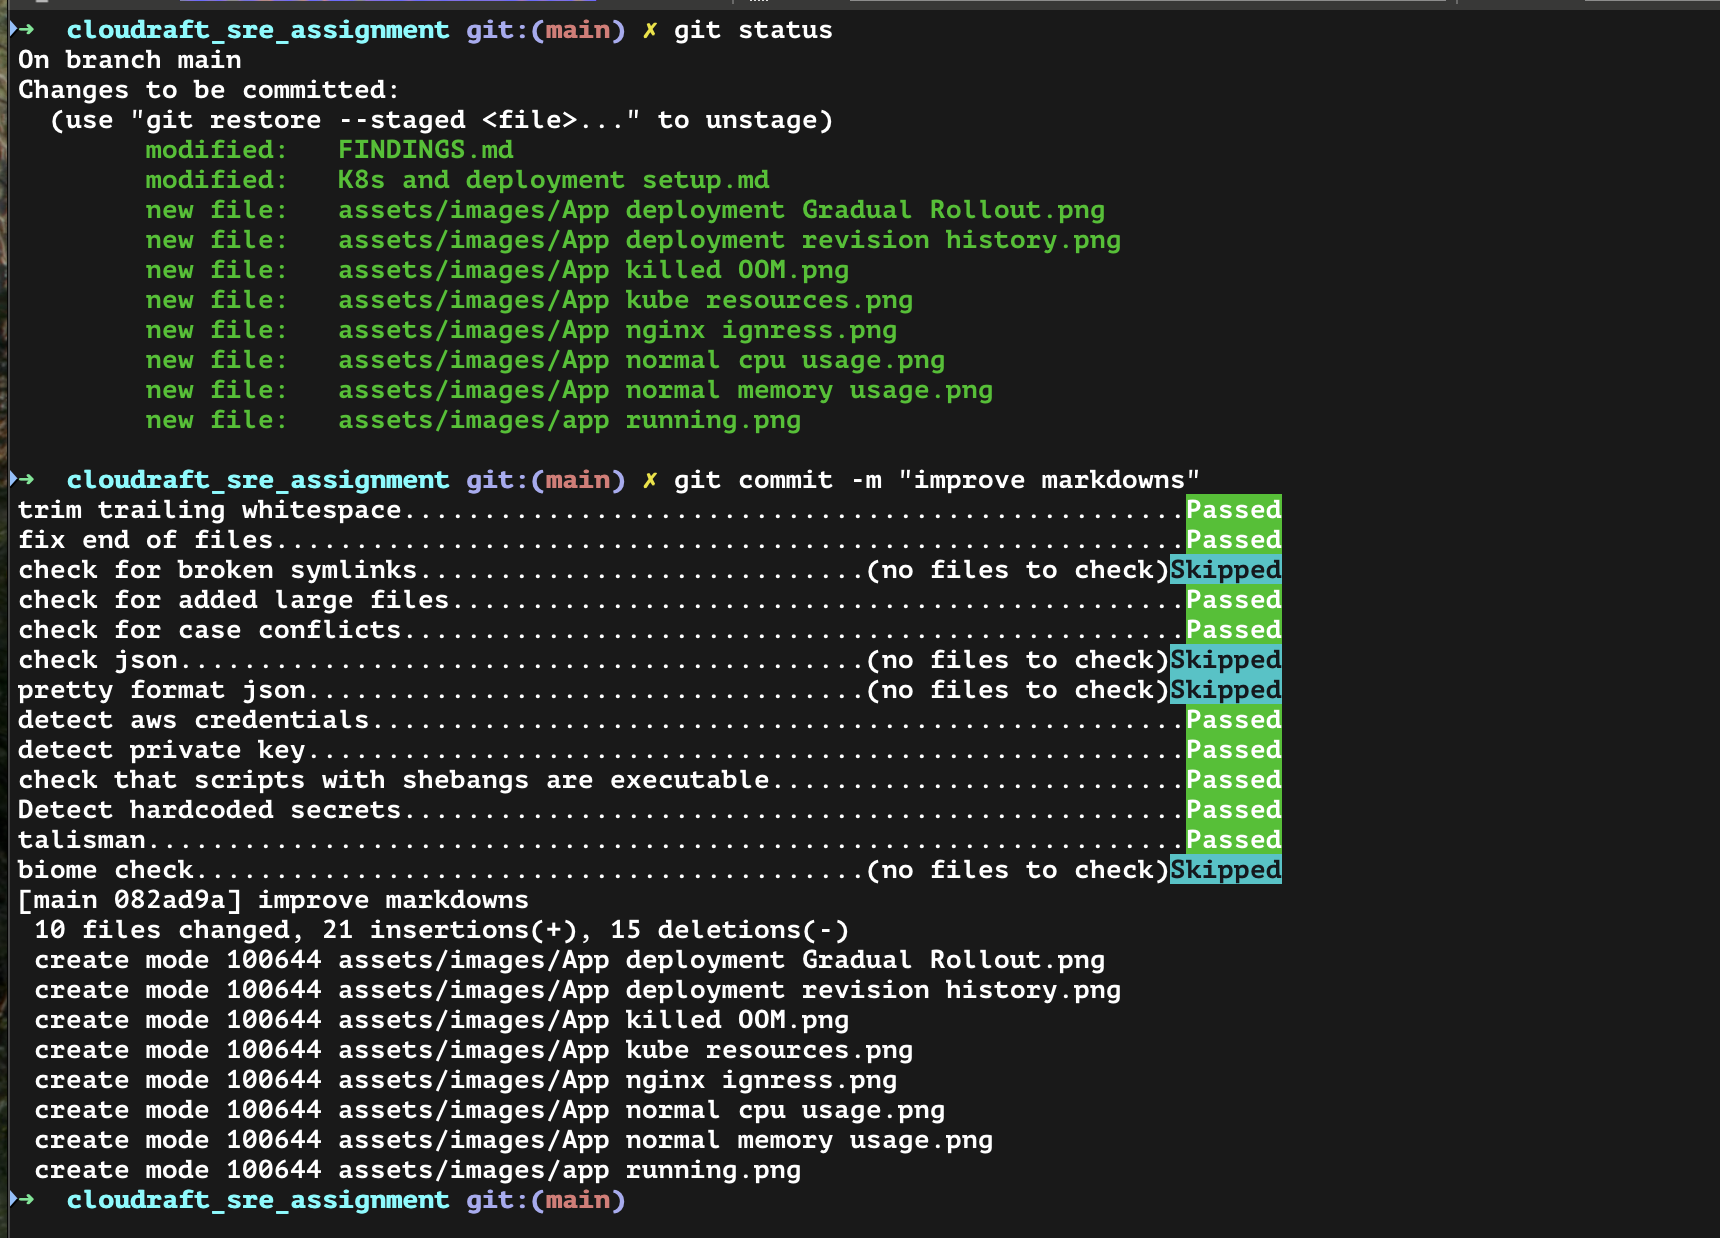 ➜  cloudraft_sre_assignment git:(main) ✗ git status
On branch main
Changes to be committed:
  (use "git restore --staged <file>..." to unstage)
        modified:   FINDINGS.md
        modified:   K8s and deployment setup.md
        new file:   assets/images/App deployment Gradual Rollout.png
        new file:   assets/images/App deployment revision history.png
        new file:   assets/images/App killed OOM.png
        new file:   assets/images/App kube resources.png
        new file:   assets/images/App nginx ignress.png
        new file:   assets/images/App normal cpu usage.png
        new file:   assets/images/App normal memory usage.png
        new file:   assets/images/app running.png

➜  cloudraft_sre_assignment git:(main) ✗ git commit -m "improve markdowns"
trim trailing whitespace.................................................Passed
fix end of files.........................................................Passed
check for broken symlinks............................(no files to check)Skipped
check for added large files..............................................Passed
check for case conflicts.................................................Passed
check json...........................................(no files to check)Skipped
pretty format json...................................(no files to check)Skipped
detect aws credentials...................................................Passed
detect private key.......................................................Passed
check that scripts with shebangs are executable..........................Passed
Detect hardcoded secrets.................................................Passed
talisman.................................................................Passed
biome check..........................................(no files to check)Skipped
[main 082ad9a] improve markdowns
 10 files changed, 21 insertions(+), 15 deletions(-)
 create mode 100644 assets/images/App deployment Gradual Rollout.png
 create mode 100644 assets/images/App deployment revision history.png
 create mode 100644 assets/images/App killed OOM.png
 create mode 100644 assets/images/App kube resources.png
 create mode 100644 assets/images/App nginx ignress.png
 create mode 100644 assets/images/App normal cpu usage.png
 create mode 100644 assets/images/App normal memory usage.png
 create mode 100644 assets/images/app running.png
➜  cloudraft_sre_assignment git:(main)